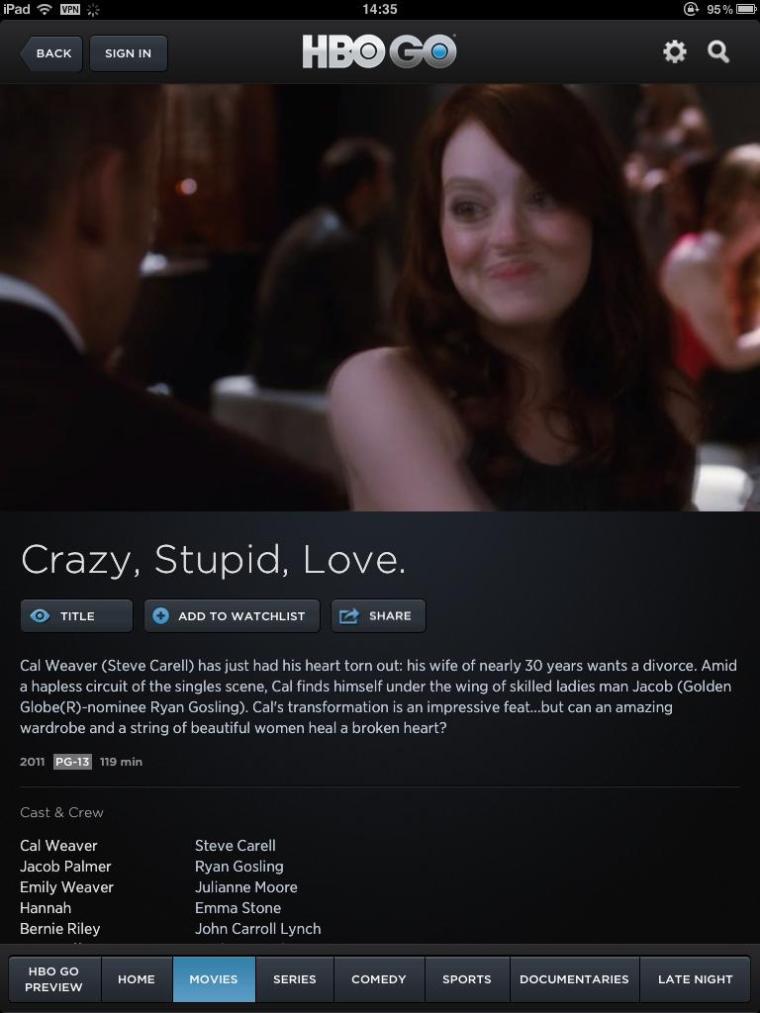 iPad VPN 14:35 95%
BACK SIGN IN HBO GO
Crazy, Stupid, Love.
TITLE ADD TO WATCHLIST SHARE
Cal Weaver (Steve Carell) has just had his heart torn out: his wife of nearly 30 years wants a divorce. Amid
a hapless circuit of the singles scene, Cal finds himself under the wing of skilled ladies man Jacob (Golden
Globe(R)-nominee Ryan Gosling). Cal's transformation is an impressive feat...but can an amazing
wardrobe and a string of beautiful women heal a broken heart?
2011 PG-13 119 min
Cast & Crew
Cal Weaver Steve Carell
Jacob Palmer Ryan Gosling
Emily Weaver Julianne Moore
Hannah Emma Stone
Bernie Riley John Carroll Lynch
HBO GO
PREVIEW HOME MOVIES SERIES COMEDY SPORTS DOCUMENTARIES LATE NIGHT